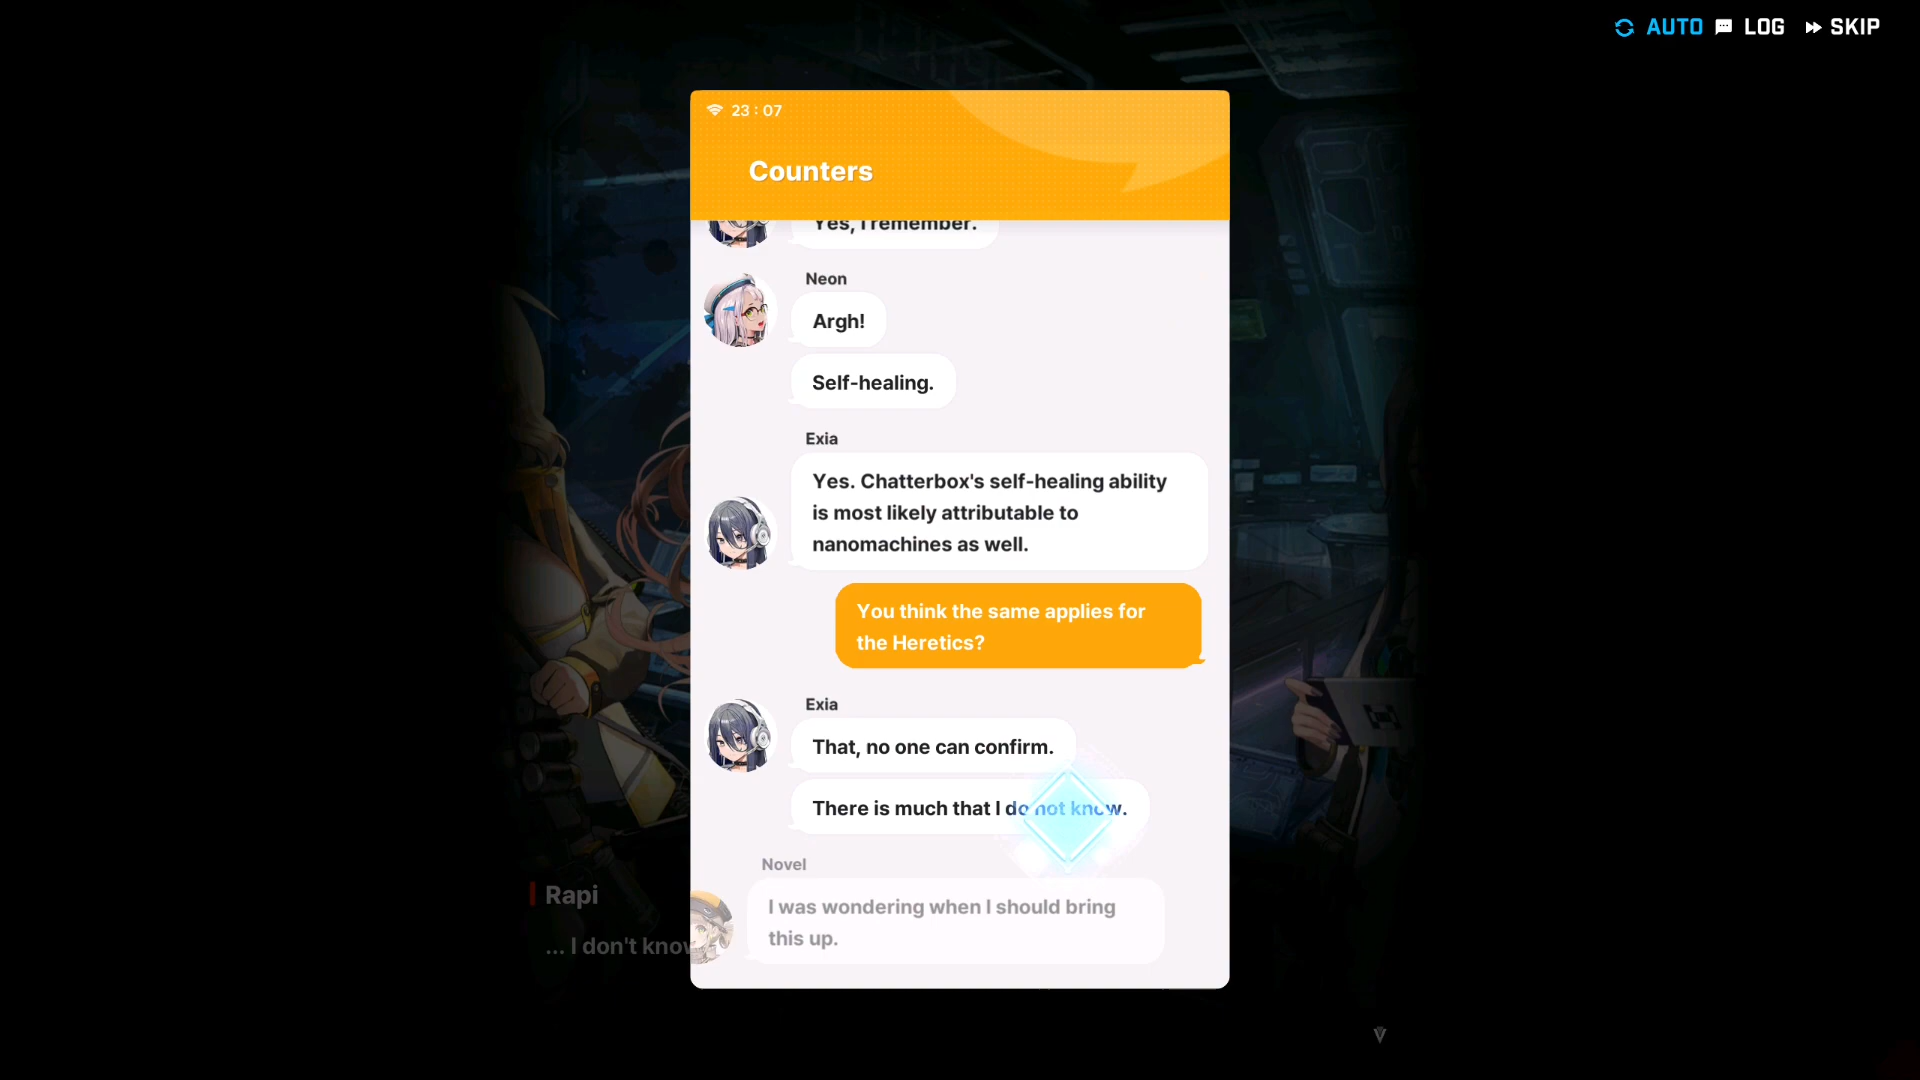 AUTO LOG SKIP
23 : 07
Counters
Yes, I remember.
Neon
Argh!
Self-healing.
Exia
Yes. Chatterbox's self-healing ability
is most likely attributable to
nanomachines as well.
You think the same applies for
the Heretics?
Exia
That, no one can confirm.
There is much that I do not know.
Novel
I was wondering when I should bring
this up.
Rapi
... I don't know